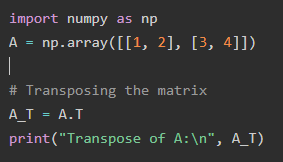 import numpy as np
A = np.array([[1, 2], [3, 4]])
# Transposing the matrix
A_T = A.T
print("Transpose of A:\n", A_T)